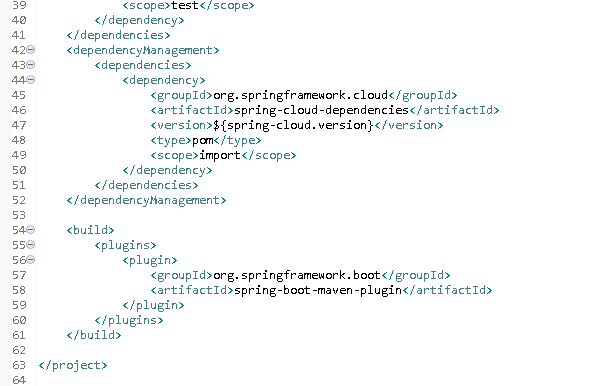 39 <scope>test</scope>
40 </dependency>
41 </dependencies>
42 <dependencyManagement>
43 <dependencies>
44 <dependency>
45 <groupId>org.springframework.cloud</groupId>
46 <artifactId>spring-cloud-dependencies</artifactId>
47 <version>${spring-cloud.version}</version>
48 <type>pom</type>
49 <scope>import</scope>
50 </dependency>
51 </dependencies>
52 </dependencyManagement>
53
54 <build>
55 <plugins>
56 <plugin>
57 <groupId>org.springframework.boot</groupId>
58 <artifactId>spring-boot-maven-plugin</artifactId>
59 </plugin>
60 </plugins>
61 </build>
62
63 </project>
64